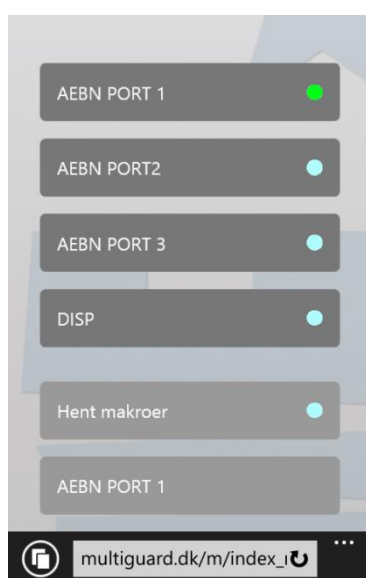 AEBN PORT 1
AEBN PORT2
AEBN PORT 3
DISP
Hent makroer
AEBN PORT 1
multiguard.dk/m/index_